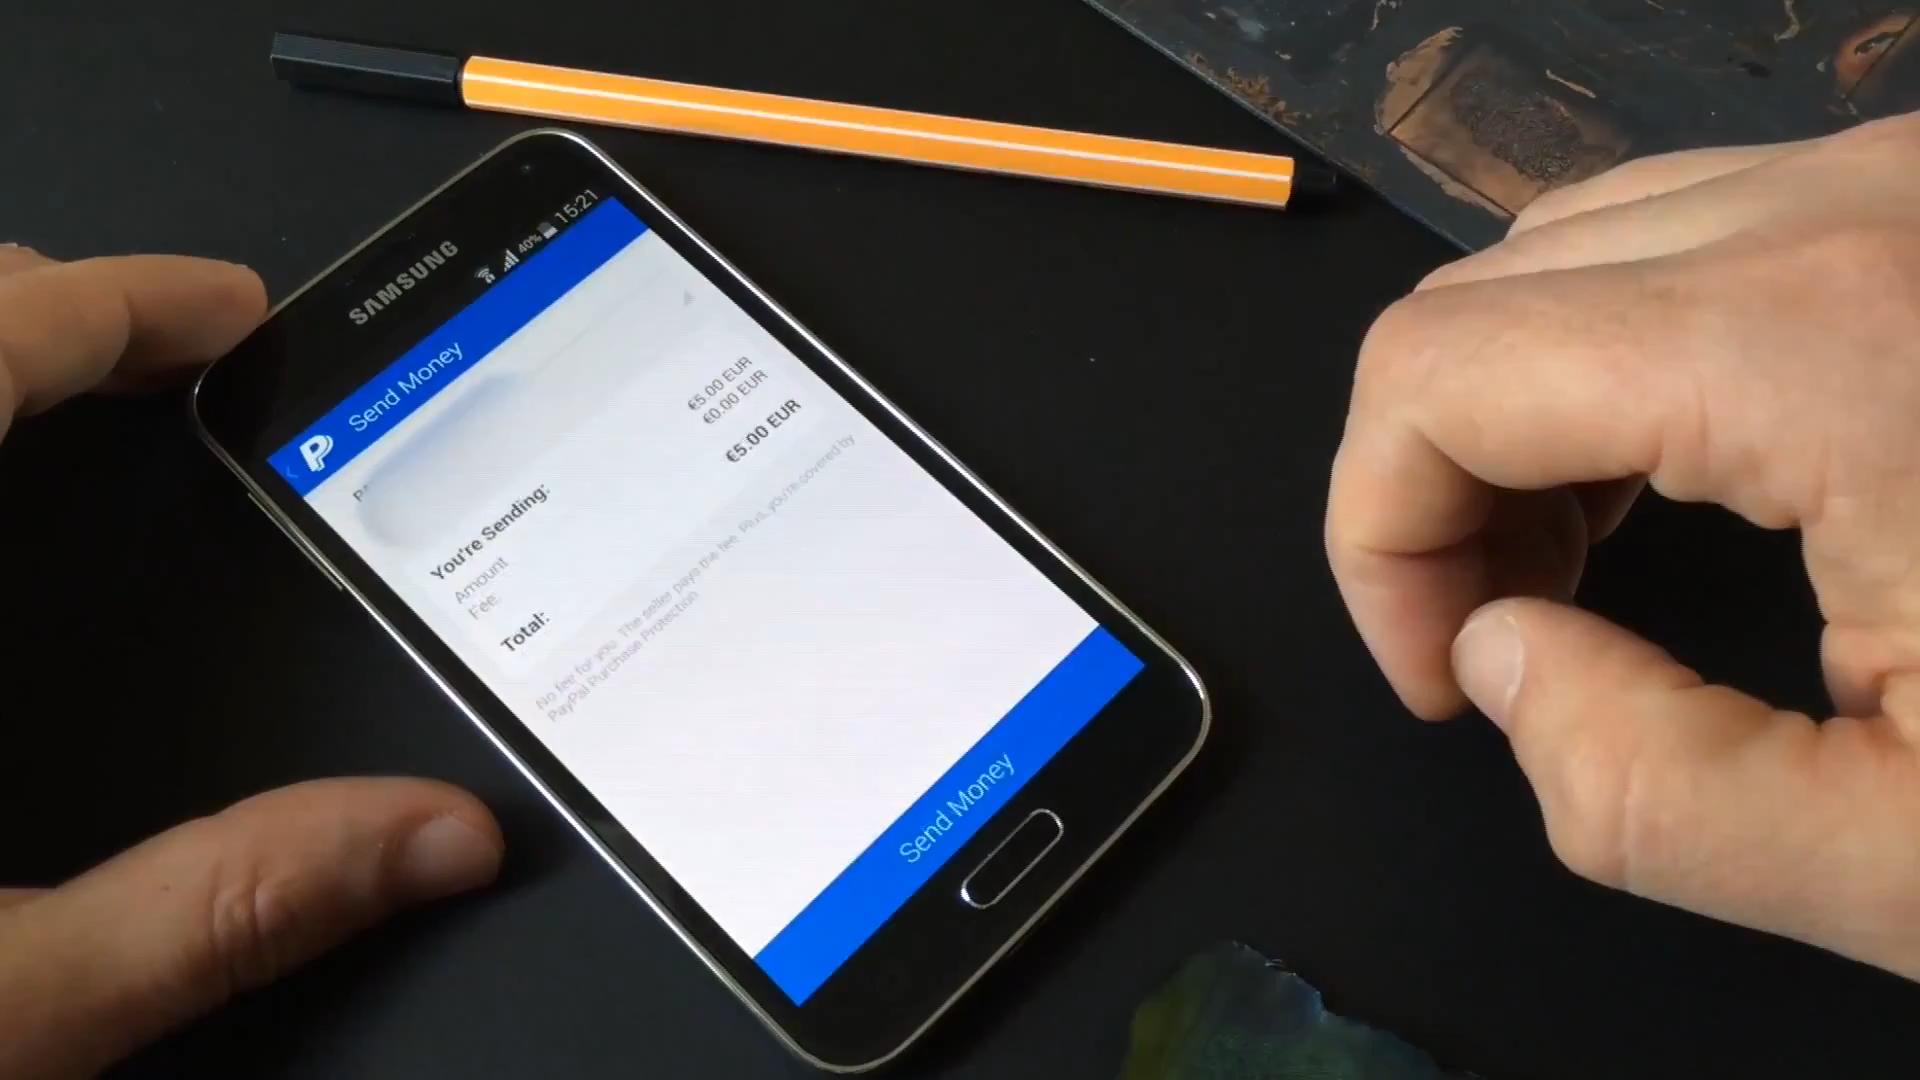 SAMSUNG
40% 15:21
Send Money
You're Sending:
Amount €5.00 EUR
Fee: €0.00 EUR
Total: €5.00 EUR
No fee for you. The seller pays the fee. Plus, you're covered by
PayPal Purchase Protection
Send Money